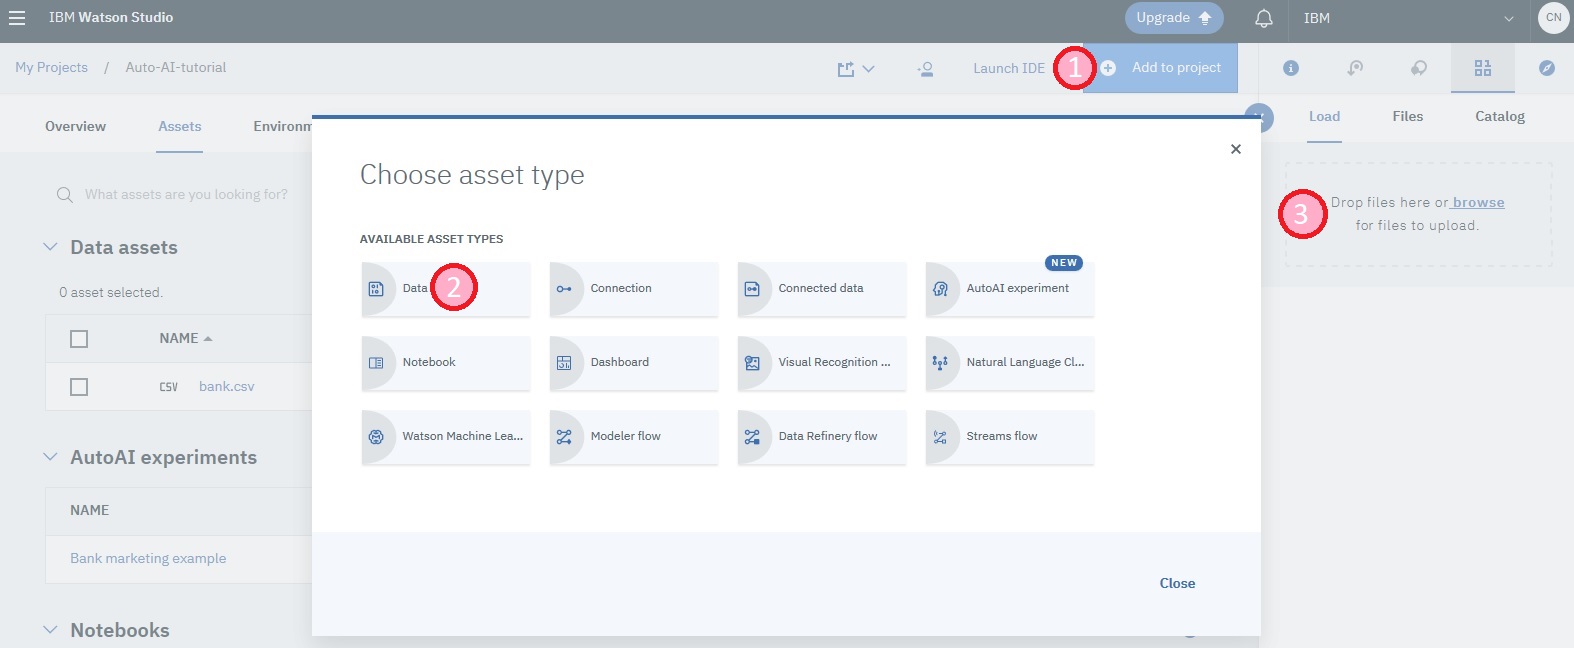 IBM Watson Studio
Upgrade
IBM
CN
My Projects / Auto-AI-tutorial
Launch IDE
1
Add to project
Overview
Assets
Environm
Load
Files
Catalog
What assets are you looking for?
Data assets
0 asset selected.
NAME
CSV bank.csv
AutoAI experiments
NAME
Bank marketing example
Notebooks
Choose asset type
AVAILABLE ASSET TYPES
Data
2
Connection
Connected data
NEW
AutoAI experiment
Notebook
Dashboard
Visual Recognition ...
Natural Language Cl...
Watson Machine Lea...
Modeler flow
Data Refinery flow
Streams flow
Close
3
Drop files here or browse
for files to upload.